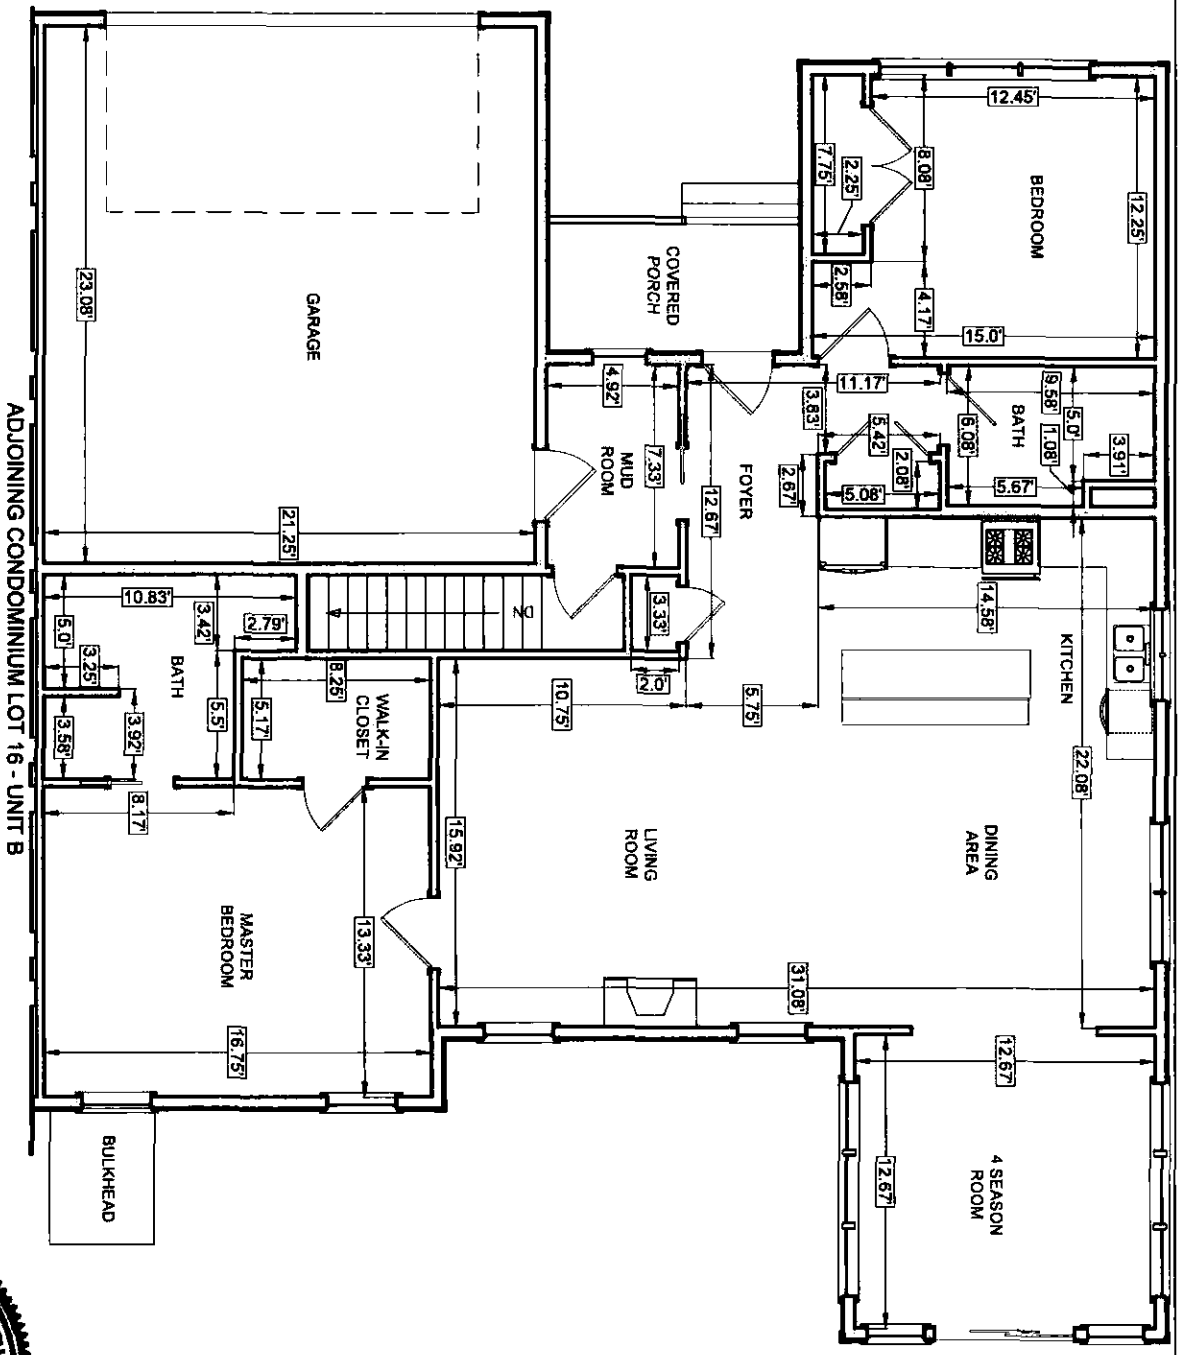 12.45'
12.25'
BEDROOM
8.08'
7.75'
2.25'
2.58'
4.17'
15.0'
COVERED
PORCH
GARAGE
23.08'
21.25'
4.92'
7.33'
MUD
ROOM
12.67'
FOYER
3.83'
11.17'
5.42'
2.08'
5.08'
2.67'
BATH
9.58'
5.0'
6.08'
1.08'
3.91'
5.67'
14.58'
KITCHEN
22.08'
3.33'
2.0'
DN
10.83'
3.42'
2.79'
5.0'
3.25'
BATH
3.58'
3.92'
5.5'
8.17'
8.25'
5.17'
WALK-IN
CLOSET
10.75'
5.75'
15.92'
LIVING
ROOM
DINING
AREA
31.08'
13.33'
MASTER
BEDROOM
16.75'
12.67'
12.67'
4 SEASON
ROOM
BULKHEAD
ADJOINING CONDOMINIUM LOT 16 - UNIT B